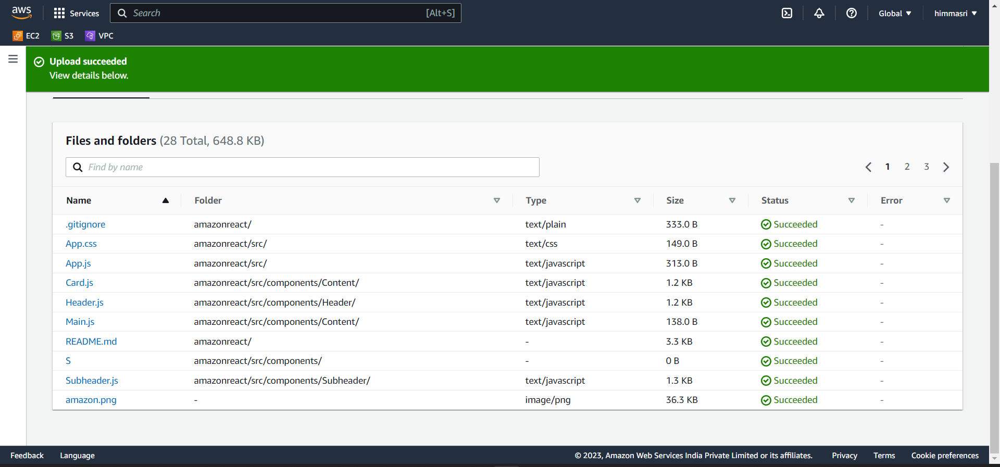 aws Services Search [Alt+S] Global himmasri
EC2 S3 VPC
Upload succeeded
View details below.
Files and folders (28 Total, 648.8 KB)
Find by name 1 2 3
Name Folder Type Size Status Error
.gitignore amazonreact/ text/plain 333.0 B Succeeded -
App.css amazonreact/src/ text/css 149.0 B Succeeded -
App.js amazonreact/src/ text/javascript 313.0 B Succeeded -
Card.js amazonreact/src/components/Content/ text/javascript 1.2 KB Succeeded -
Header.js amazonreact/src/components/Header/ text/javascript 1.2 KB Succeeded -
Main.js amazonreact/src/components/Content/ text/javascript 138.0 B Succeeded -
README.md amazonreact/ - 3.3 KB Succeeded -
S amazonreact/src/components/ - 0 B Succeeded -
Subheader.js amazonreact/src/components/Subheader/ text/javascript 1.3 KB Succeeded -
amazon.png - image/png 36.3 KB Succeeded -
Feedback Language © 2023, Amazon Web Services India Private Limited or its affiliates. Privacy Terms Cookie preferences